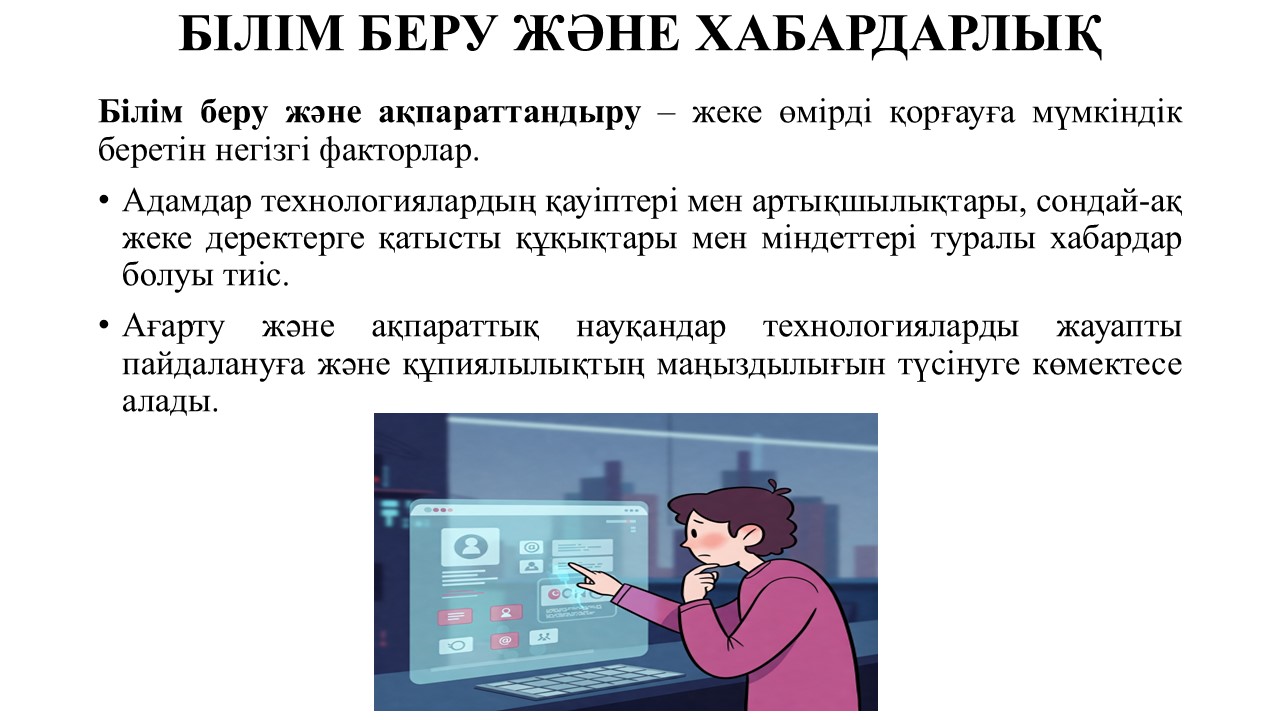 БІЛІМ БЕРУ ЖӘНЕ ХАБАРДАРЛЫҚ
Білім беру және ақпараттандыру – жеке өмірді қорғауға мүмкіндік
беретін негізгі факторлар.
• Адамдар технологиялардың қауіптері мен артықшылықтары, сондай-ақ
жеке деректерге қатысты құқықтары мен міндеттері туралы хабардар
болуы тиіс.
• Ағарту және ақпараттық науқандар технологияларды жауапты
пайдалануға және құпиялылықтың маңыздылығын түсінуге көмектесе
алады.